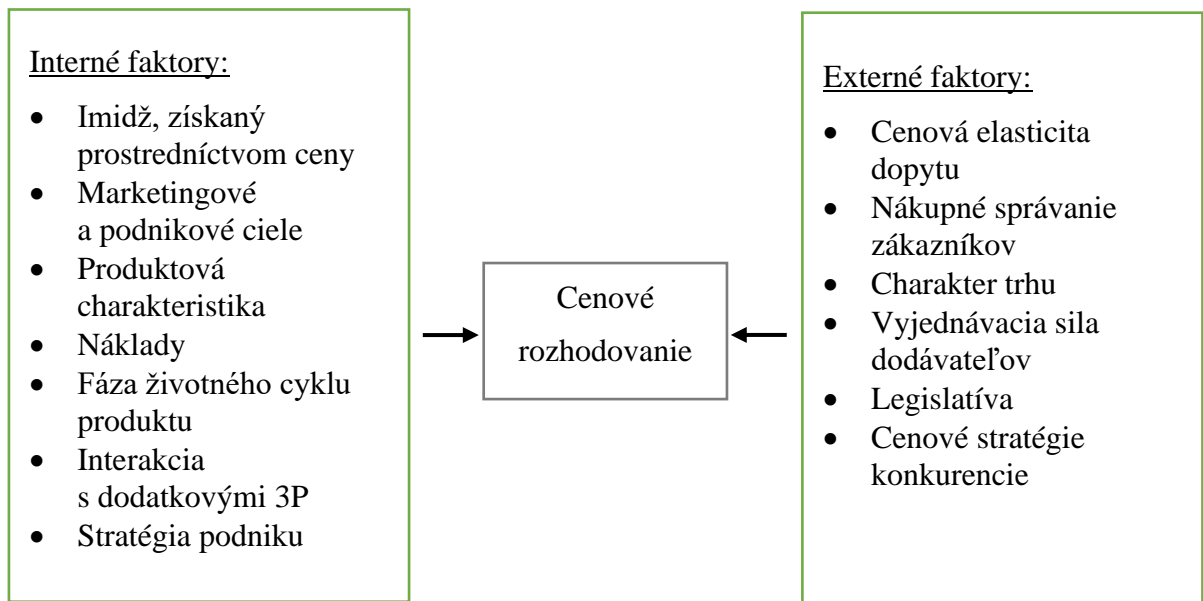 Interné faktory:
• Imidž, získaný
prostredníctvom ceny
• Marketingové
a podnikové ciele
• Produktová
charakteristika
• Náklady
• Fáza životného cyklu
produktu
• Interakcia
s dodatkovými 3P
• Stratégia podniku
Cenové
rozhodovanie
Externé faktory:
• Cenová elasticita
dopytu
• Nákupné správanie
zákazníkov
• Charakter trhu
• Vyjednávacia sila
dodávateľov
• Legislatíva
• Cenové stratégie
konkurencie